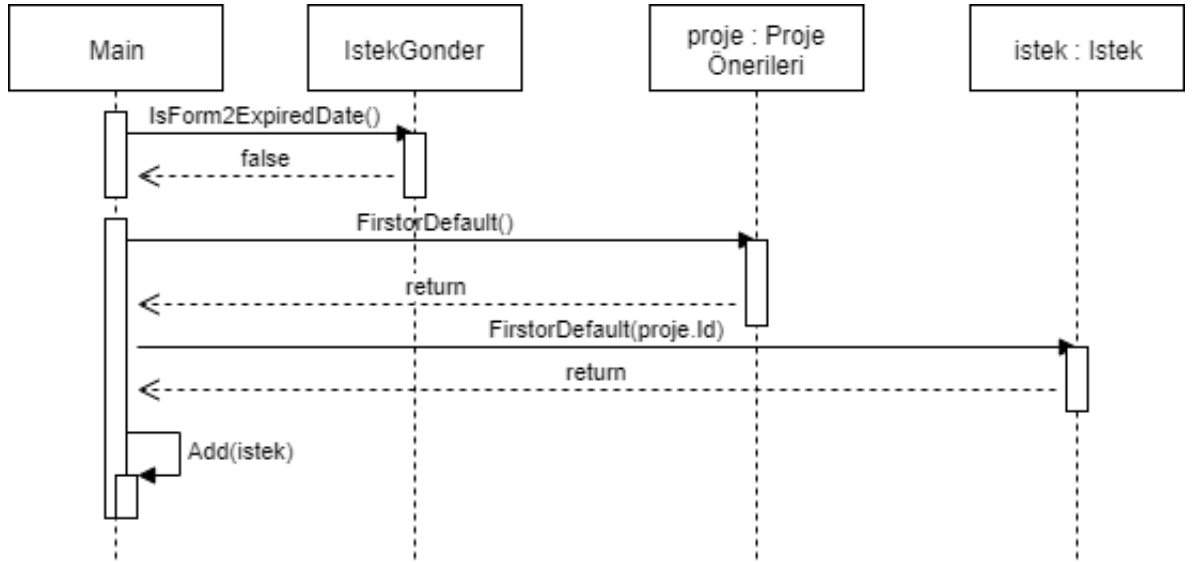 Main
IstekGonder
proje : Proje
Önerileri
istek : Istek
IsForm2ExpiredDate()
false
FirstorDefault()
return
FirstorDefault(proje.Id)
return
Add(istek)